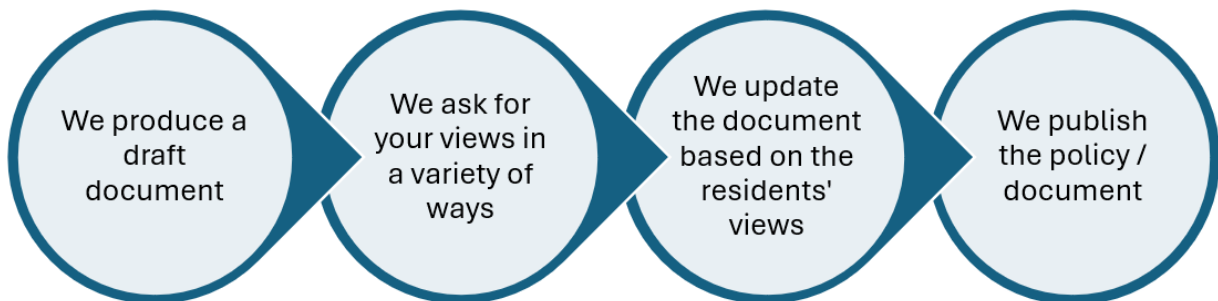 We produce a
draft
document
We ask for
your views in
a variety of
ways
We update
the document
based on the
residents'
views
We publish
the policy /
document